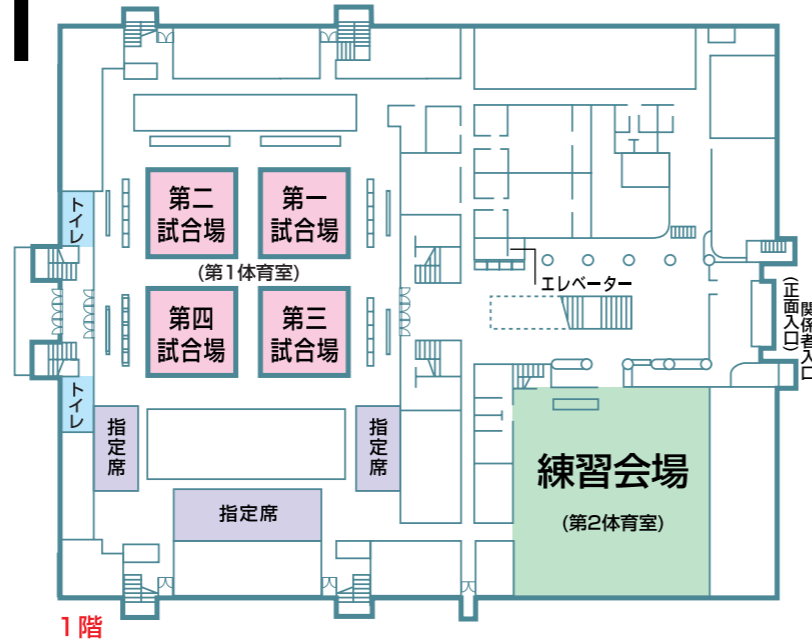 第二
試合場
第一
試合場
トイレ
(第1体育室)
エレベーター
第四
試合場
第三
試合場
関係者入口
(正面入口)
トイレ
指定席
指定席
指定席
練習会場
(第2体育室)
1階